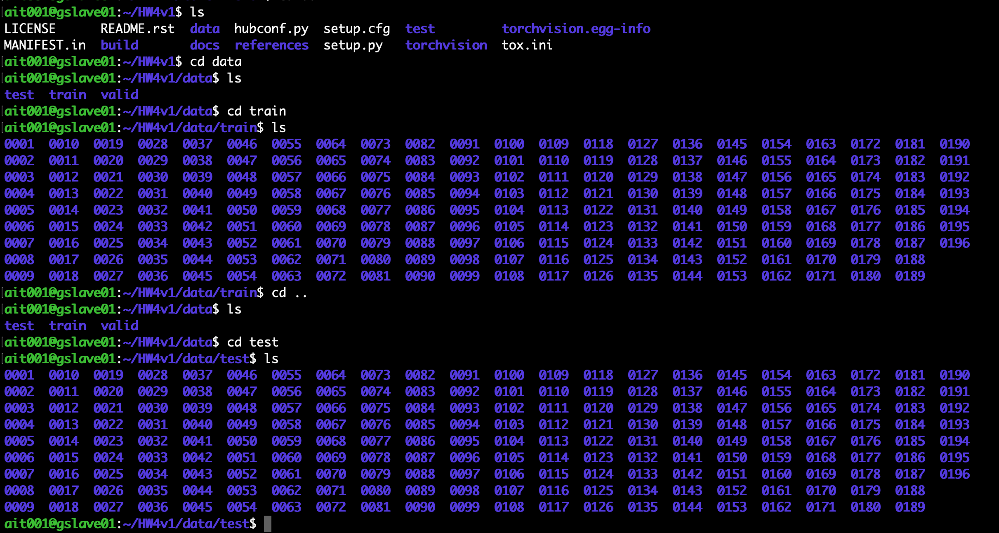 ait001@gslave01:~/HW4v1$ ls
LICENSE README.rst data hubconf.py setup.cfg test torchvision.egg-info
MANIFEST.in build docs references setup.py torchvision tox.ini
ait001@gslave01:~/HW4v1$ cd data
ait001@gslave01:~/HW4v1/data$ ls
test train valid
ait001@gslave01:~/HW4v1/data$ cd train
ait001@gslave01:~/HW4v1/data/train$ ls
0001 0010 0019 0028 0037 0046 0055 0064 0073 0082 0091 0100 0109 0118 0127 0136 0145 0154 0163 0172 0181 0190
0002 0011 0020 0029 0038 0047 0056 0065 0074 0083 0092 0101 0110 0119 0128 0137 0146 0155 0164 0173 0182 0191
0003 0012 0021 0030 0039 0048 0057 0066 0075 0084 0093 0102 0111 0120 0129 0138 0147 0156 0165 0174 0183 0192
0004 0013 0022 0031 0040 0049 0058 0067 0076 0085 0094 0103 0112 0121 0130 0139 0148 0157 0166 0175 0184 0193
0005 0014 0023 0032 0041 0050 0059 0068 0077 0086 0095 0104 0113 0122 0131 0140 0149 0158 0167 0176 0185 0194
0006 0015 0024 0033 0042 0051 0060 0069 0078 0087 0096 0105 0114 0123 0132 0141 0150 0159 0168 0177 0186 0195
0007 0016 0025 0034 0043 0052 0061 0070 0079 0088 0097 0106 0115 0124 0133 0142 0151 0160 0169 0178 0187 0196
0008 0017 0026 0035 0044 0053 0062 0071 0080 0089 0098 0107 0116 0125 0134 0143 0152 0161 0170 0179 0188
0009 0018 0027 0036 0045 0054 0063 0072 0081 0090 0099 0108 0117 0126 0135 0144 0153 0162 0171 0180 0189
ait001@gslave01:~/HW4v1/data/train$ cd ..
ait001@gslave01:~/HW4v1/data$ ls
test train valid
ait001@gslave01:~/HW4v1/data$ cd test
ait001@gslave01:~/HW4v1/data/test$ ls
0001 0010 0019 0028 0037 0046 0055 0064 0073 0082 0091 0100 0109 0118 0127 0136 0145 0154 0163 0172 0181 0190
0002 0011 0020 0029 0038 0047 0056 0065 0074 0083 0092 0101 0110 0119 0128 0137 0146 0155 0164 0173 0182 0191
0003 0012 0021 0030 0039 0048 0057 0066 0075 0084 0093 0102 0111 0120 0129 0138 0147 0156 0165 0174 0183 0192
0004 0013 0022 0031 0040 0049 0058 0067 0076 0085 0094 0103 0112 0121 0130 0139 0148 0157 0166 0175 0184 0193
0005 0014 0023 0032 0041 0050 0059 0068 0077 0086 0095 0104 0113 0122 0131 0140 0149 0158 0167 0176 0185 0194
0006 0015 0024 0033 0042 0051 0060 0069 0078 0087 0096 0105 0114 0123 0132 0141 0150 0159 0168 0177 0186 0195
0007 0016 0025 0034 0043 0052 0061 0070 0079 0088 0097 0106 0115 0124 0133 0142 0151 0160 0169 0178 0187 0196
0008 0017 0026 0035 0044 0053 0062 0071 0080 0089 0098 0107 0116 0125 0134 0143 0152 0161 0170 0179 0188
0009 0018 0027 0036 0045 0054 0063 0072 0081 0090 0099 0108 0117 0126 0135 0144 0153 0162 0171 0180 0189
ait001@gslave01:~/HW4v1/data/test$